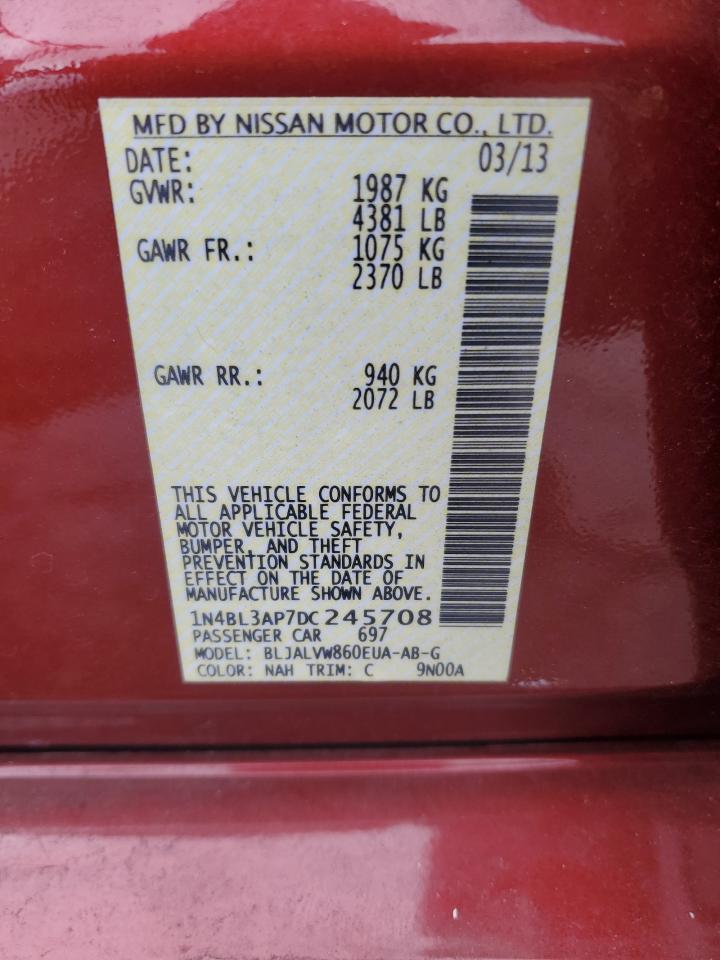 MFD BY NISSAN MOTOR CO., LTD.
DATE: 03/13
GVWR: 1987 KG
4381 LB
GAWR FR.: 1075 KG
2370 LB
GAWR RR.: 940 KG
2072 LB
THIS VEHICLE CONFORMS TO
ALL APPLICABLE FEDERAL
MOTOR VEHICLE SAFETY,
BUMPER, AND THEFT
PREVENTION STANDARDS IN
EFFECT ON THE DATE OF
MANUFACTURE SHOWN ABOVE.
1N4BL3AP7DC245708
PASSENGER CAR 697
MODEL: BLJALVW860EUA-AB-G
COLOR: NAH TRIM: C 9N00A